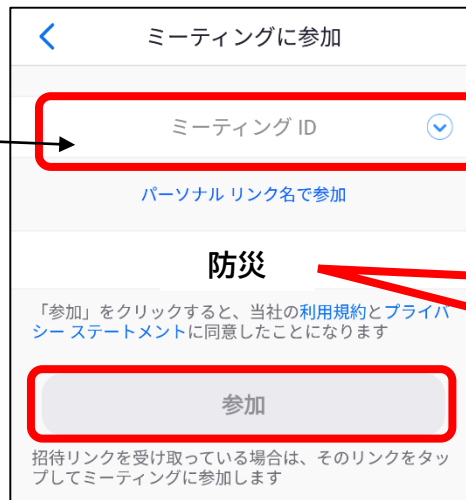 ミーティングに参加
ミーティング ID
パーソナル リンク名で参加
防災
「参加」をクリックすると、当社の利用規約とプライバ
シー ステートメントに同意したことになります
参加
招待リンクを受け取っている場合は、そのリンクをタッ
プしてミーティングに参加します